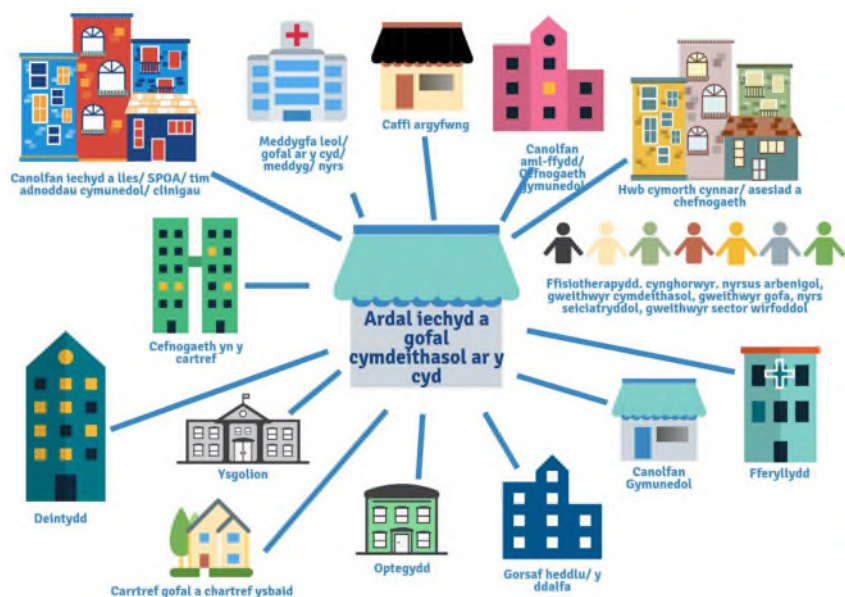 Canolfan iechyd a lles/ SPOA/ tim
adnoddau cymunedol/ clinigau
Meddygfa leol/
gofal ar y cyd/
meddyg/ nyrs
Caffi argyfwng
Canolfan
aml-ffydd/
Cefnogaeth
gymunedol
Hwb cymorth cynnar/ asesiad a
chefnogaeth
Ffisiotherapydd. cynghorwyr. nyrsus arbenigol,
gweithwyr cymdeithasol, gweithwyr gofa, nyrs
seiciatryddol, gweithwyr sector wirfoddol
Cefnogaeth yn y
cartref
Ardal iechyd a
gofal
cymdeithasol ar y
cyd
Deintydd
Ysgolion
Canolfan
Gymunedol
Fferyllydd
Carrtref gofal a chartref ysbaid
Optegydd
Gorsaf heddlu/ y
ddalfa